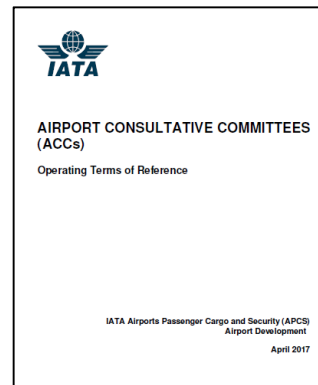 IATA
AIRPORT CONSULTATIVE COMMITTEES
(ACCs)
Operating Terms of Reference
IATA Airports Passenger Cargo and Security (APCS)
Airport Development
April 2017